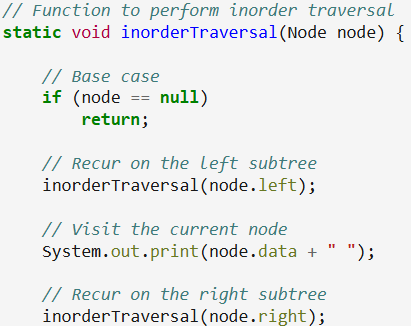 // Function to perform inorder traversal
static void inorderTraversal(Node node) {
// Base case
if (node == null)
return;
// Recur on the left subtree
inorderTraversal(node.left);
// Visit the current node
System.out.print(node.data + " ");
// Recur on the right subtree
inorderTraversal(node.right);